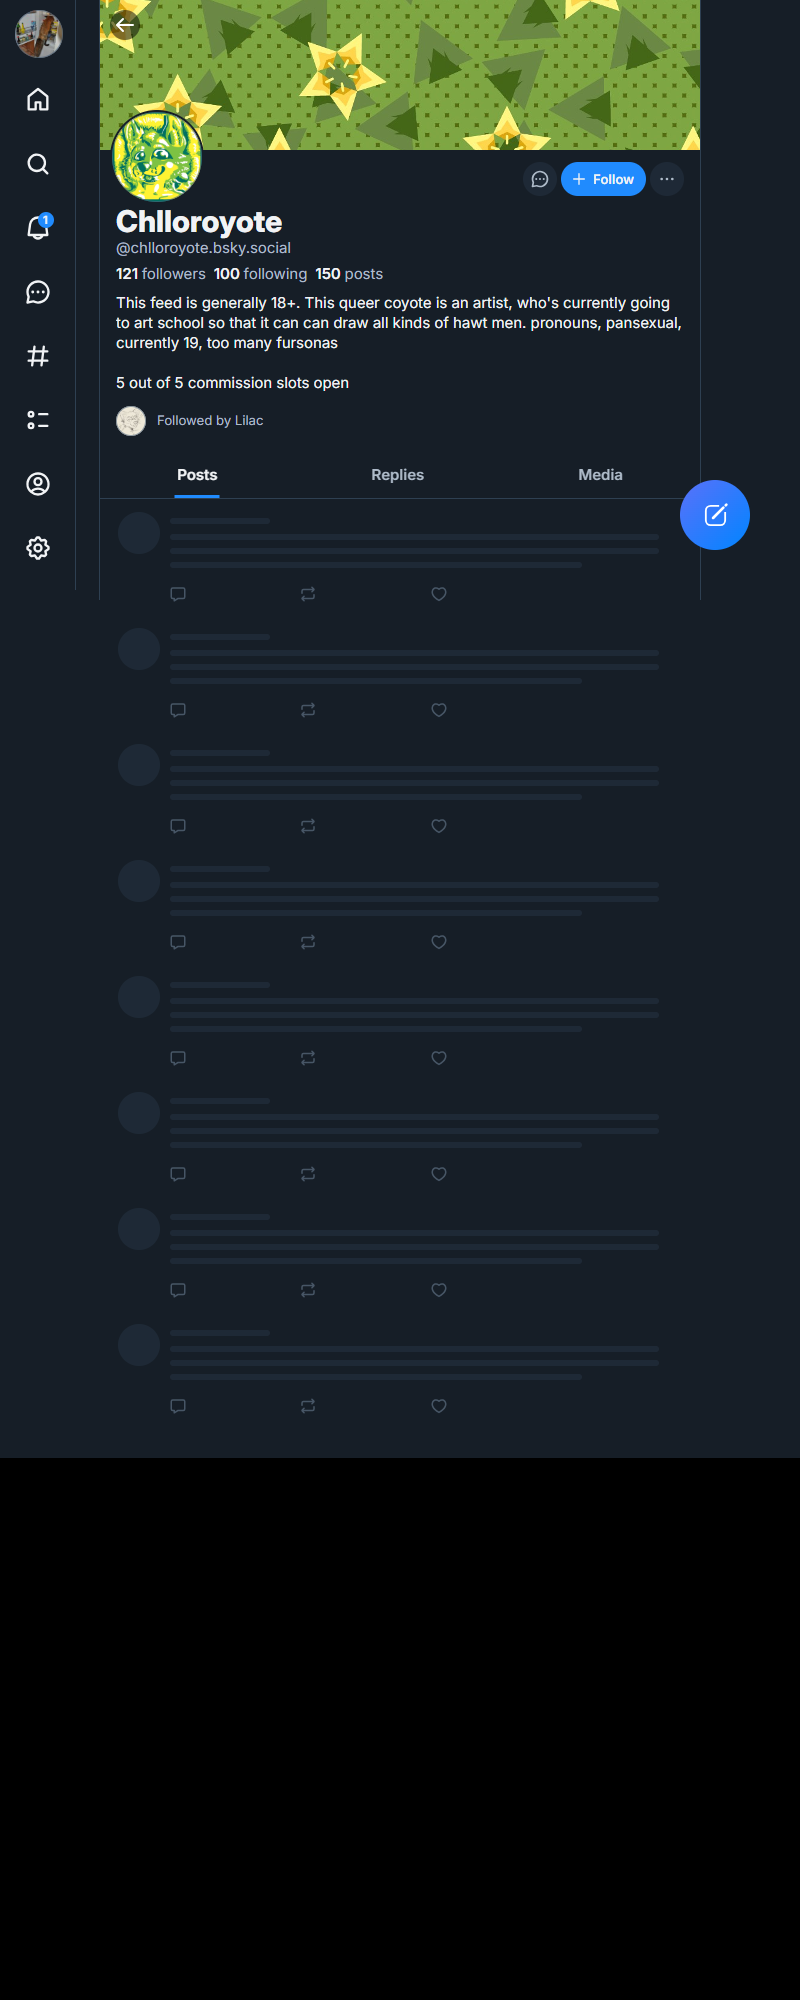 1
Follow
Chlloroyote
@chlloroyote.bsky.social
121 followers 100 following 150 posts
This feed is generally 18+. This queer coyote is an artist, who's currently going
to art school so that it can can draw all kinds of hawt men. pronouns, pansexual,
currently 19, too many fursonas
5 out of 5 commission slots open
Followed by Lilac
Posts Replies Media